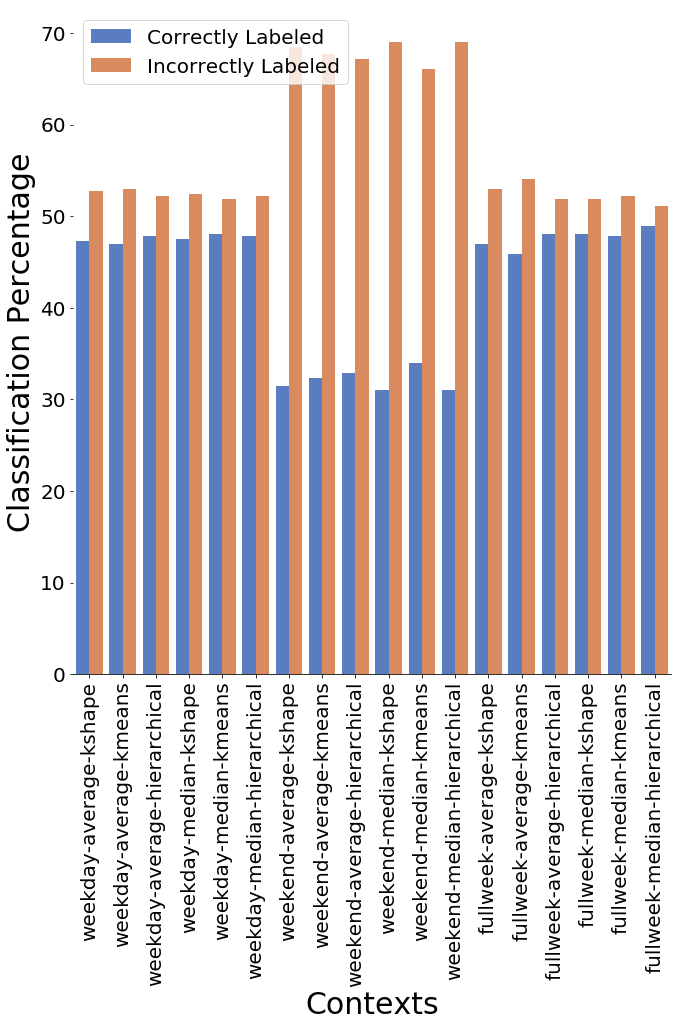 Correctly Labeled
Incorrectly Labeled
Classification Percentage
70
60
50
40
30
20
10
0
weekday-average-kshape
weekday-average-kmeans
weekday-average-hierarchical
weekday-median-kshape
weekday-median-kmeans
weekday-median-hierarchical
weekend-average-kshape
weekend-average-kmeans
weekend-average-hierarchical
weekend-median-kshape
weekend-median-kmeans
weekend-median-hierarchical
fullweek-average-kshape
fullweek-average-kmeans
fullweek-average-hierarchical
fullweek-median-kshape
fullweek-median-kmeans
fullweek-median-hierarchical
Contexts